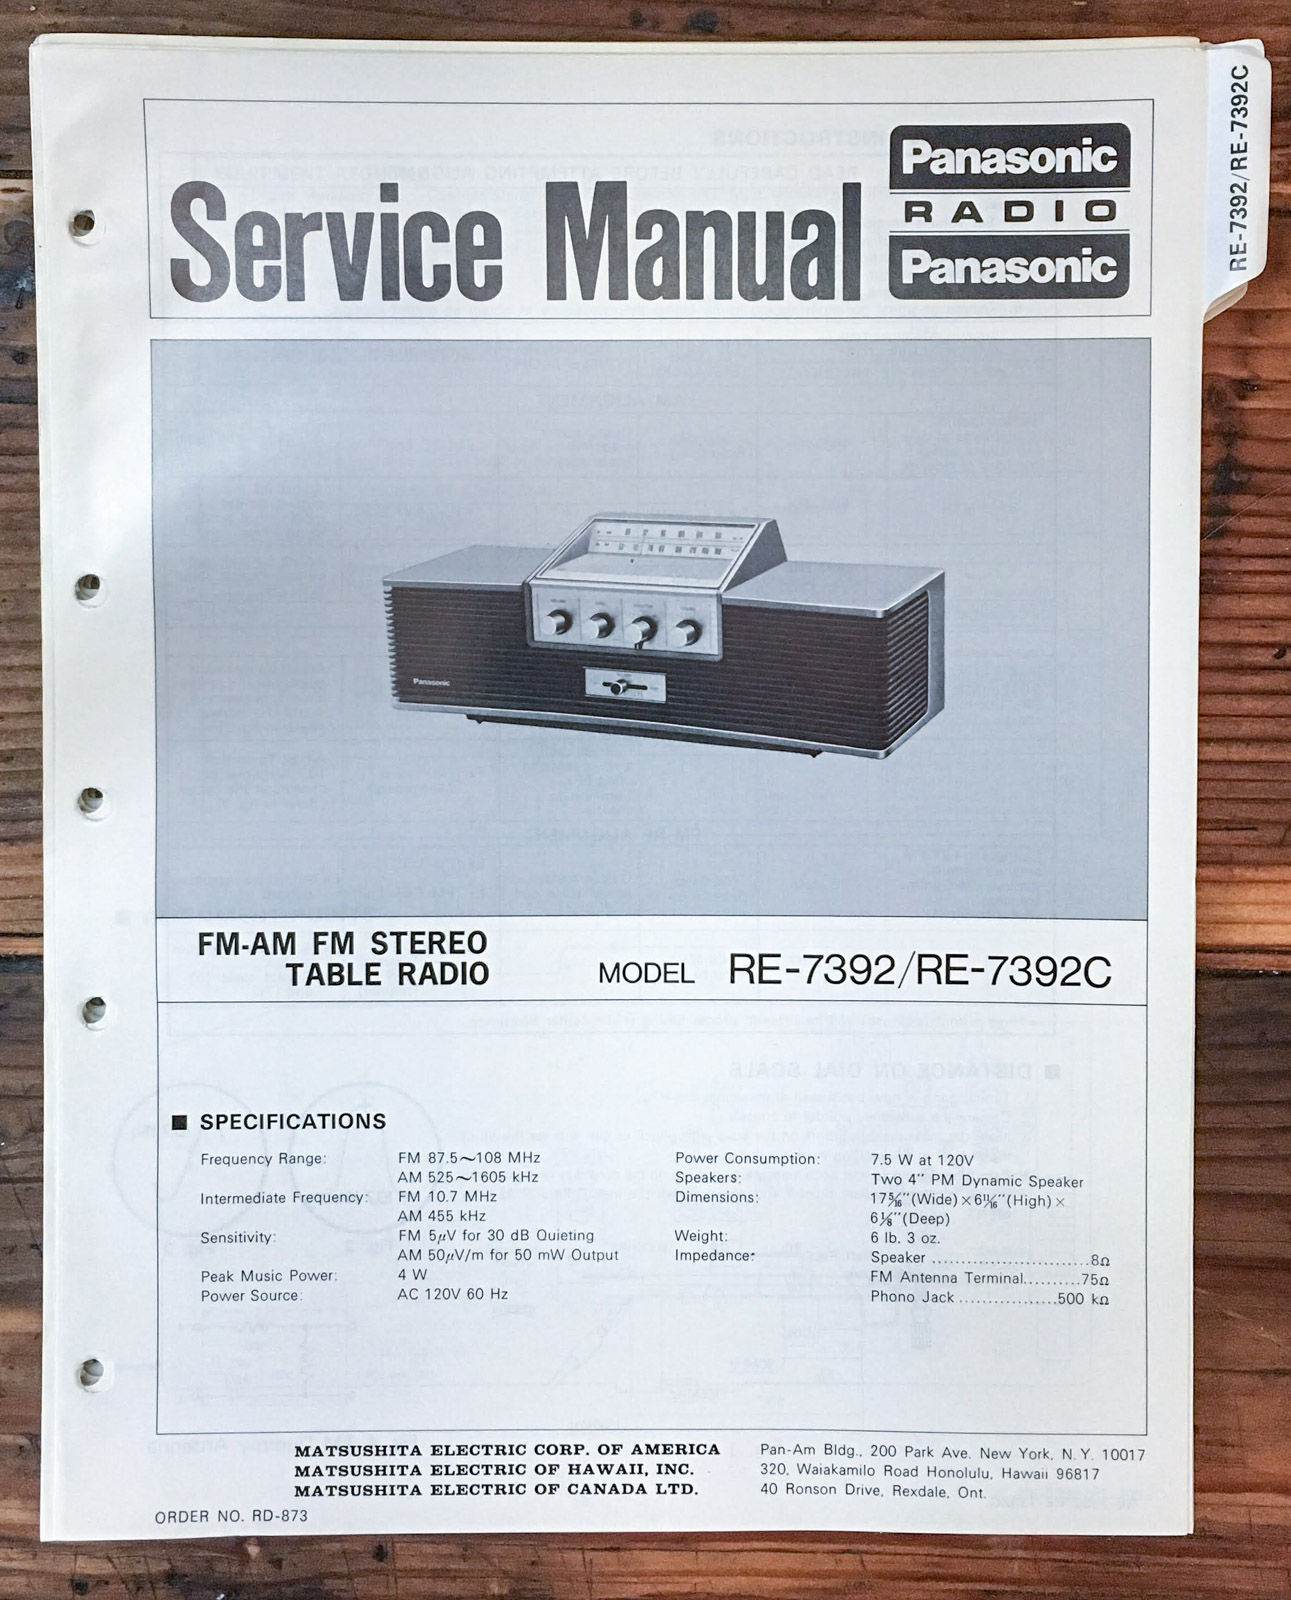 RE-7392/RE-7392C
Service Manual
Panasonic
RADIO
Panasonic
Panasonic
FM-AM FM STEREO
TABLE RADIO
MODEL RE-7392/RE-7392C
■ SPECIFICATIONS
Frequency Range: FM 87.5~108 MHz
AM 525~1605 kHz
Intermediate Frequency: FM 10.7 MHz
AM 455 kHz
Sensitivity: FM 5μV for 30 dB Quieting
AM 50μV/m for 50 mW Output
Peak Music Power: 4 W
Power Source: AC 120V 60 Hz
Power Consumption: 7.5 W at 120V
Speakers: Two 4" PM Dynamic Speaker
Dimensions: 17 5/16"(Wide)×6 11/16"(High)×
6 1/8"(Deep)
Weight: 6 lb. 3 oz.
Impedance: Speaker ..........................8Ω
FM Antenna Terminal..........75Ω
Phono Jack .................500 kΩ
MATSUSHITA ELECTRIC CORP. OF AMERICA Pan-Am Bldg., 200 Park Ave. New York, N.Y. 10017
MATSUSHITA ELECTRIC OF HAWAII, INC. 320, Waiakamilo Road Honolulu, Hawaii 96817
MATSUSHITA ELECTRIC OF CANADA LTD. 40 Ronson Drive, Rexdale, Ont.
ORDER NO. RD-873